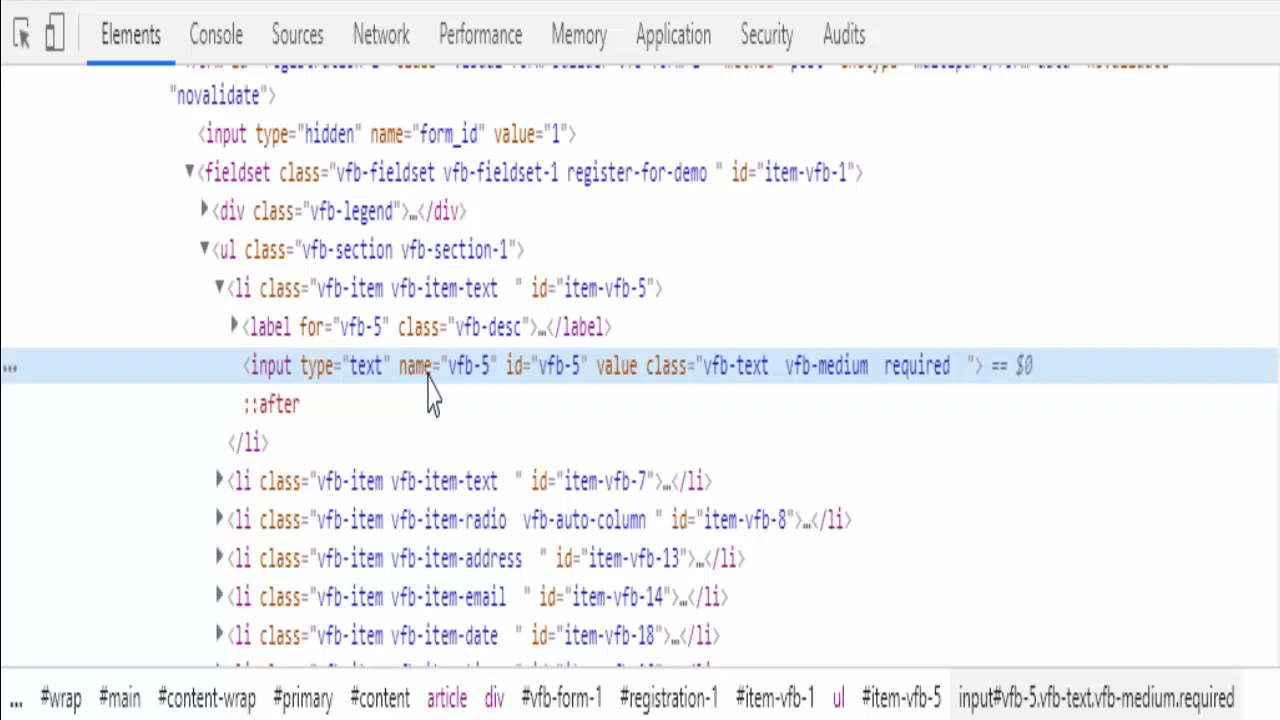 Elements Console Sources Network Performance Memory Application Security Audits
"novalidate">
<input type="hidden" name="form_id" value="1">
▼<fieldset class="vfb-fieldset vfb-fieldset-1 register-for-demo " id="item-vfb-1">
▶<div class="vfb-legend">…</div>
▼<ul class="vfb-section vfb-section-1">
▼<li class="vfb-item vfb-item-text  " id="item-vfb-5">
▶<label for="vfb-5" class="vfb-desc">…</label>
... <input type="text" name="vfb-5" id="vfb-5" value class="vfb-text  vfb-medium  required  "> == $0
::after
</li>
▶<li class="vfb-item vfb-item-text  " id="item-vfb-7">…</li>
▶<li class="vfb-item vfb-item-radio  vfb-auto-column " id="item-vfb-8">…</li>
▶<li class="vfb-item vfb-item-address  " id="item-vfb-13">…</li>
▶<li class="vfb-item vfb-item-email  " id="item-vfb-14">…</li>
▶<li class="vfb-item vfb-item-date  " id="item-vfb-18">…</li>
... #wrap #main #content-wrap #primary #content article div #vfb-form-1 #registration-1 #item-vfb-1 ul #item-vfb-5 input#vfb-5.vfb-text.vfb-medium.required